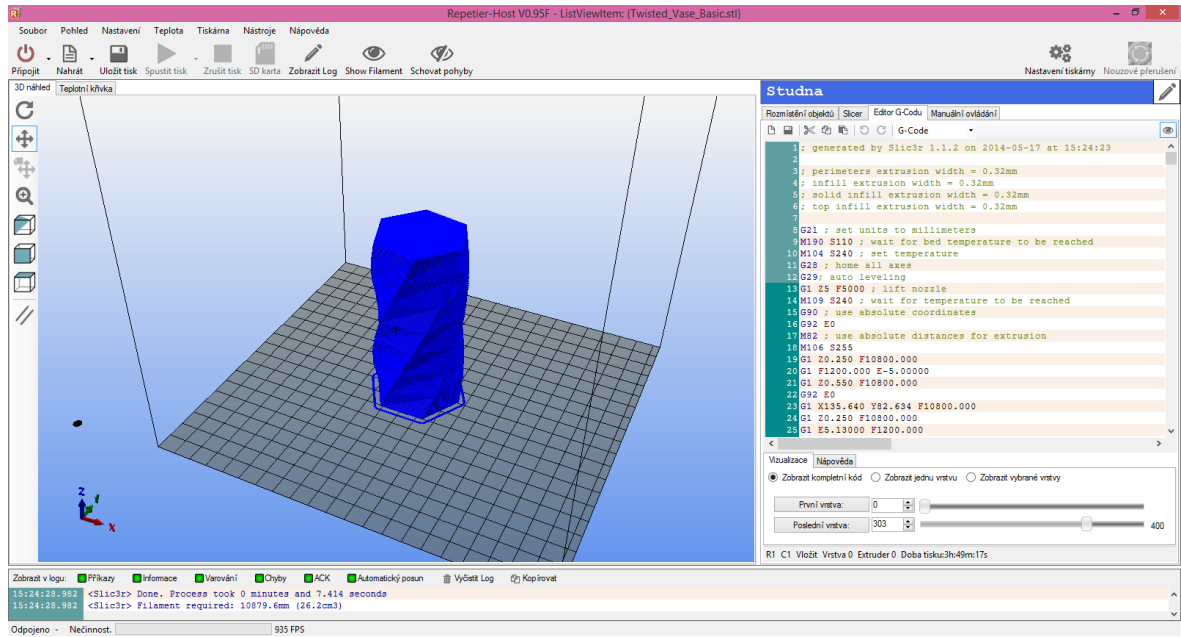 Repetier-Host V0.95F - ListViewItem: (Twisted_Vase_Basic.stl)
Soubor Pohled Nastavení Teplota Tiskárna Nástroje Nápověda
Připojit Nahrát Uložit tisk Spustit tisk Zrušit tisk SD karta Zobrazit Log Show Filament Schovat pohyby Nastavení tiskárny Nouzové přerušení
3D náhled Teplotní křivka
Studna
Rozmístění objektů Slicer Editor G-Codu Manuální ovládání
G-Code
1 ; generated by Slic3r 1.1.2 on 2014-05-17 at 15:24:23
2
3 ; perimeters extrusion width = 0.32mm
4 ; infill extrusion width = 0.32mm
5 ; solid infill extrusion width = 0.32mm
6 ; top infill extrusion width = 0.32mm
7
8 G21 ; set units to millimeters
9 M190 S110 ; wait for bed temperature to be reached
10 M104 S240 ; set temperature
11 G28 ; home all axes
12 G29; auto leveling
13 G1 Z5 F5000 ; lift nozzle
14 M109 S240 ; wait for temperature to be reached
15 G90 ; use absolute coordinates
16 G92 E0
17 M82 ; use absolute distances for extrusion
18 M106 S255
19 G1 Z0.250 F10800.000
20 G1 F1200.000 E-5.00000
21 G1 Z0.550 F10800.000
22 G92 E0
23 G1 X135.640 Y82.634 F10800.000
24 G1 Z0.250 F10800.000
25 G1 E5.13000 F1200.000
Vizualizace Nápověda
Zobrazit kompletní kód Zobrazit jednu vrstvu Zobrazit vybrané vrstvy
První vrstva: 0
Poslední vrstva: 303 400
R1 C1 Vložit Vrstva 0 Extruder 0 Doba tisku:3h:49m:17s
Z Y X
Zobrazit v logu: Příkazy Informace Varování Chyby ACK Automatický posun Vyčistit Log Kopírovat
15:24:28.982 <Slic3r> Done. Process took 0 minutes and 7.414 seconds
15:24:28.982 <Slic3r> Filament required: 10879.6mm (26.2cm3)
Odpojeno - Nečinnost. 935 FPS